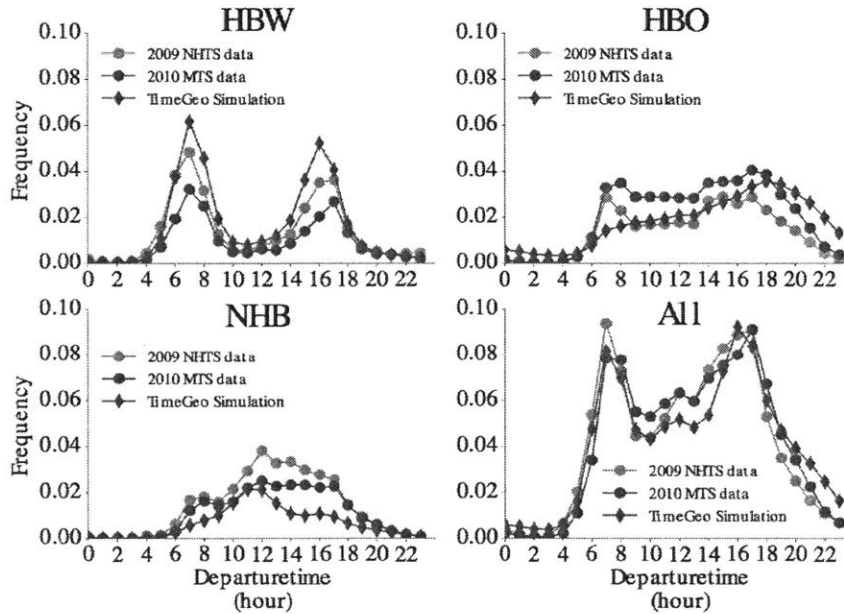 HBW
0.10
0.08
0.06
0.04
0.02
0.00
Frequency
2009 NHTS data
2010 MTS data
TimeGeo Simulation
0 2 4 6 8 10 12 14 16 18 20 22
HBO
0.10
0.08
0.06
0.04
0.02
0.00
2009 NHTS data
2010 MTS data
TimeGeo Simulation
0 2 4 6 8 10 12 14 16 18 20 22
NHB
0.10
0.08
0.06
0.04
0.02
0.00
Frequency
2009 NHTS data
2010 MTS data
TimeGeo Simulation
0 2 4 6 8 10 12 14 16 18 20 22
Departuretime
(hour)
All
0.10
0.08
0.06
0.04
0.02
0.00
2009 NHTS data
2010 MTS data
TimeGeo Simulation
0 2 4 6 8 10 12 14 16 18 20 22
Departuretime
(hour)